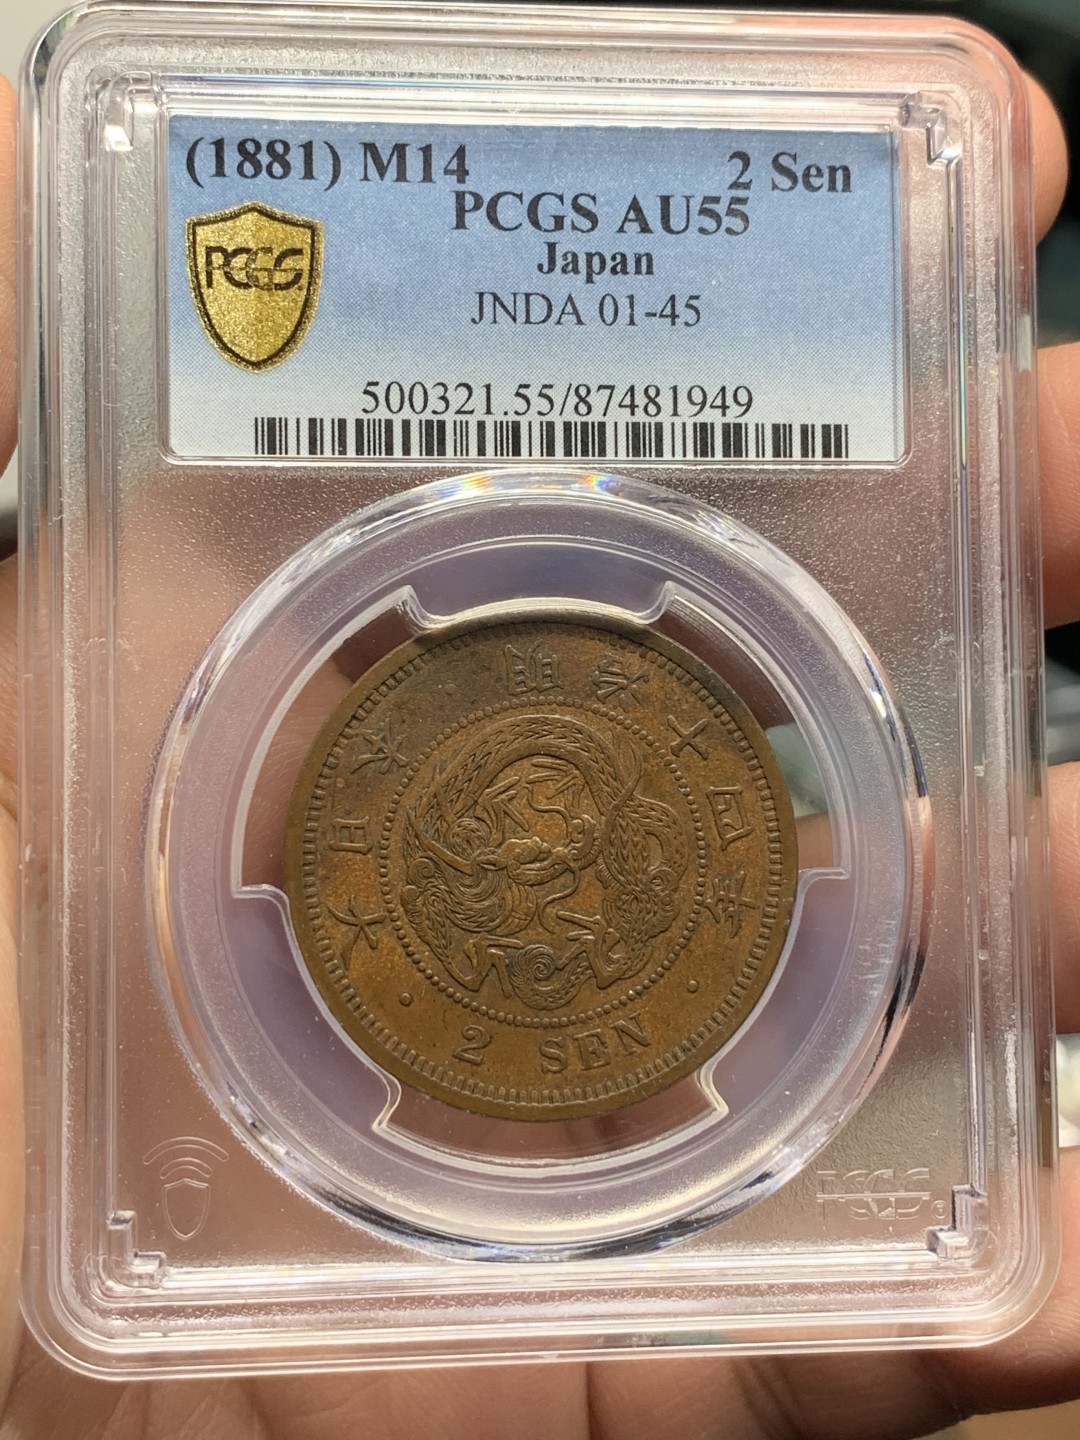 (1881) M14 2 Sen
PCGS AU55
Japan
JNDA 01-45
PCGS
500321.55/87481949
大日本・明治十四年・
2 SEN
PCGS